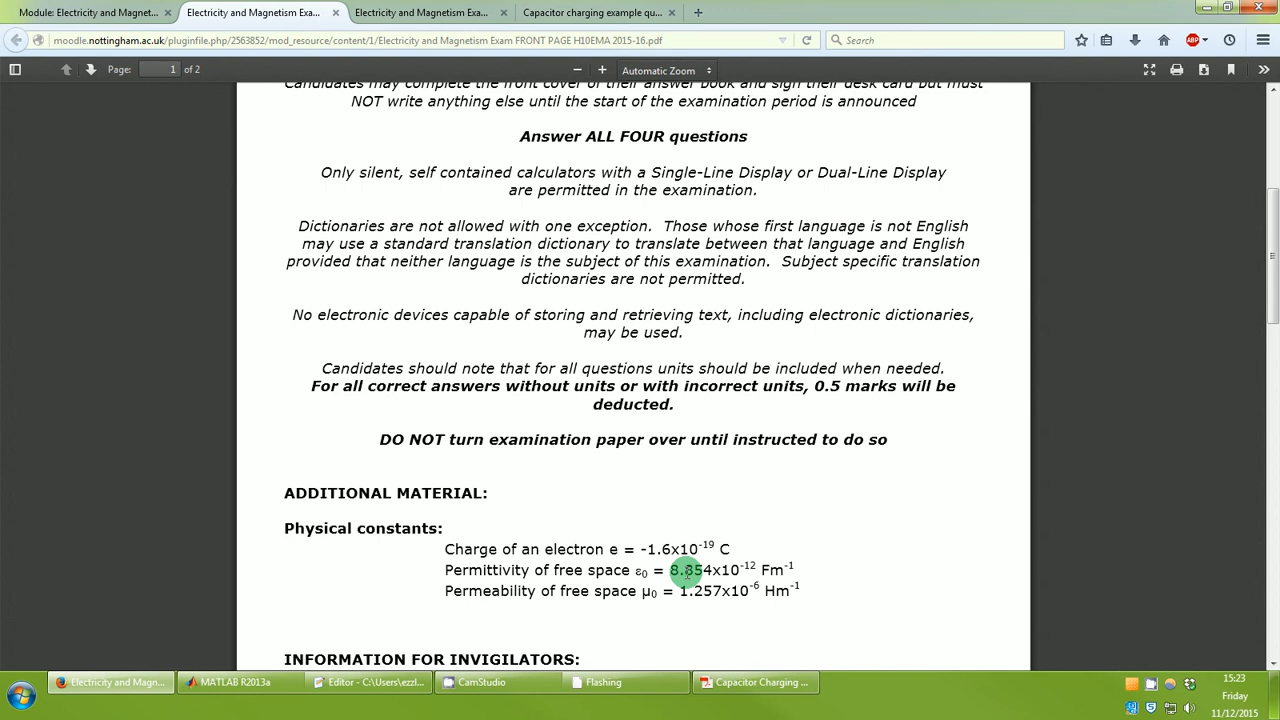 Module: Electricity and Magnet...
Electricity and Magnetism Exa...
Electricity and Magnetism Exam...
Capacitor charging example qu...
moodle.nottingham.ac.uk/pluginfile.php/2563852/mod_resource/content/1/Electricity and Magnetism Exam FRONT PAGE H10EMA 2015-16.pdf
Search
ABP
Page: 1 of 2
Automatic Zoom
Candidates may complete the front cover of their answer book and sign their desk card but must
NOT write anything else until the start of the examination period is announced
Answer ALL FOUR questions
Only silent, self contained calculators with a Single-Line Display or Dual-Line Display
are permitted in the examination.
Dictionaries are not allowed with one exception. Those whose first language is not English
may use a standard translation dictionary to translate between that language and English
provided that neither language is the subject of this examination. Subject specific translation
dictionaries are not permitted.
No electronic devices capable of storing and retrieving text, including electronic dictionaries,
may be used.
Candidates should note that for all questions units should be included when needed.
For all correct answers without units or with incorrect units, 0.5 marks will be
deducted.
DO NOT turn examination paper over until instructed to do so
ADDITIONAL MATERIAL:
Physical constants:
Charge of an electron e = -1.6x10⁻¹⁹ C
Permittivity of free space ε₀ = 8.854x10⁻¹² Fm⁻¹
Permeability of free space μ₀ = 1.257x10⁻⁶ Hm⁻¹
INFORMATION FOR INVIGILATORS:
Electricity and Magn...
MATLAB R2013a
Editor - C:\Users\ezzl...
CamStudio
Flashing
Capacitor Charging ...
15:23
Friday
11/12/2015